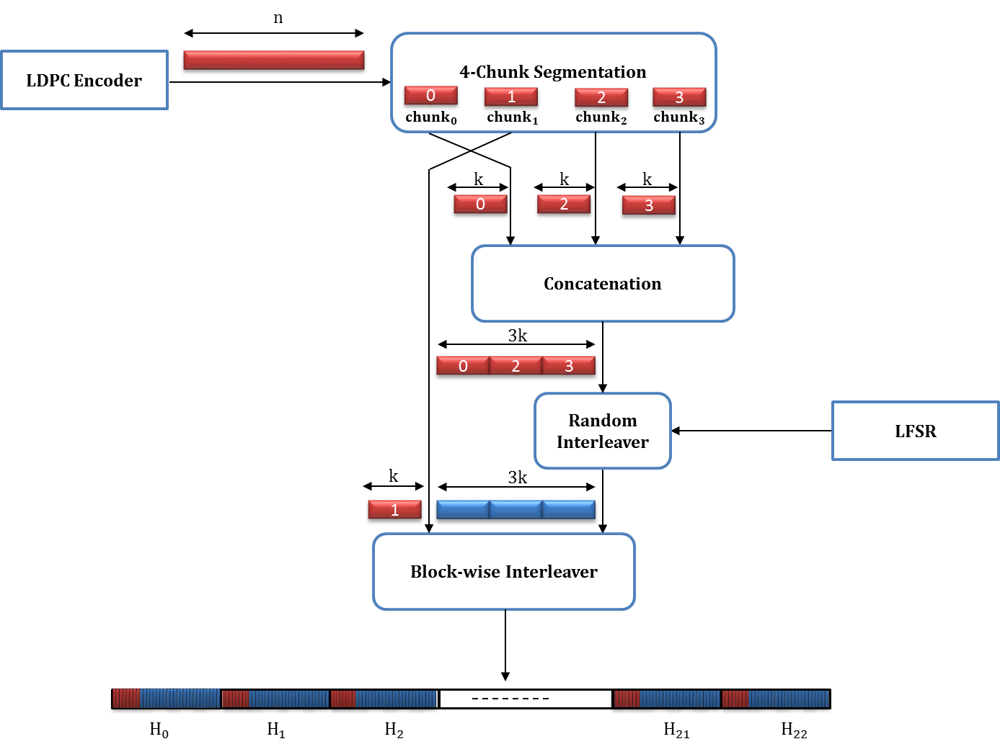 n
LDPC Encoder
4-Chunk Segmentation
0 1 2 3
chunk₀ chunk₁ chunk₂ chunk₃
k k k
0 2 3
Concatenation
3k
0 2 3
Random
Interleaver
LFSR
k 3k
1
Block-wise Interleaver
-------
H₀ H₁ H₂ H₂₁ H₂₂